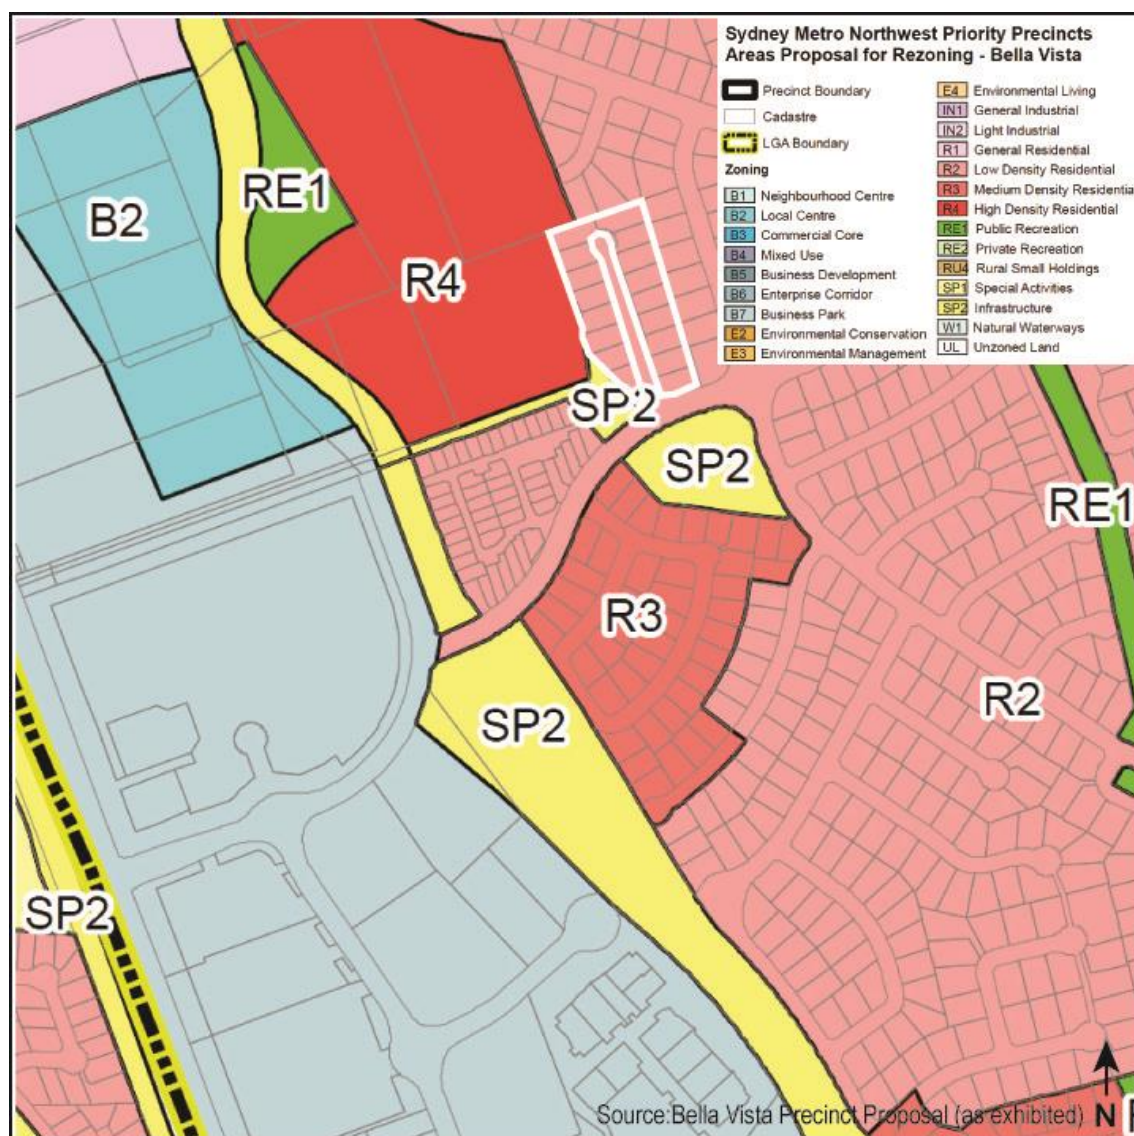 Sydney Metro Northwest Priority Precincts
Areas Proposal for Rezoning - Bella Vista
Precinct Boundary
Cadastre
LGA Boundary
Zoning
B1 Neighbourhood Centre
B2 Local Centre
B3 Commercial Core
B4 Mixed Use
B5 Business Development
B6 Enterprise Corridor
B7 Business Park
E2 Environmental Conservation
E3 Environmental Management
E4 Environmental Living
IN1 General Industrial
IN2 Light Industrial
R1 General Residential
R2 Low Density Residential
R3 Medium Density Residentia
R4 High Density Residential
RE1 Public Recreation
RE2 Private Recreation
RU4 Rural Small Holdings
SP1 Special Activities
SP2 Infrastructure
W1 Natural Waterways
UL Unzoned Land
RE1
B2
R4
SP2
SP2
RE1
R3
R2
SP2
SP2
Source:Bella Vista Precinct Proposal (as exhibited) N